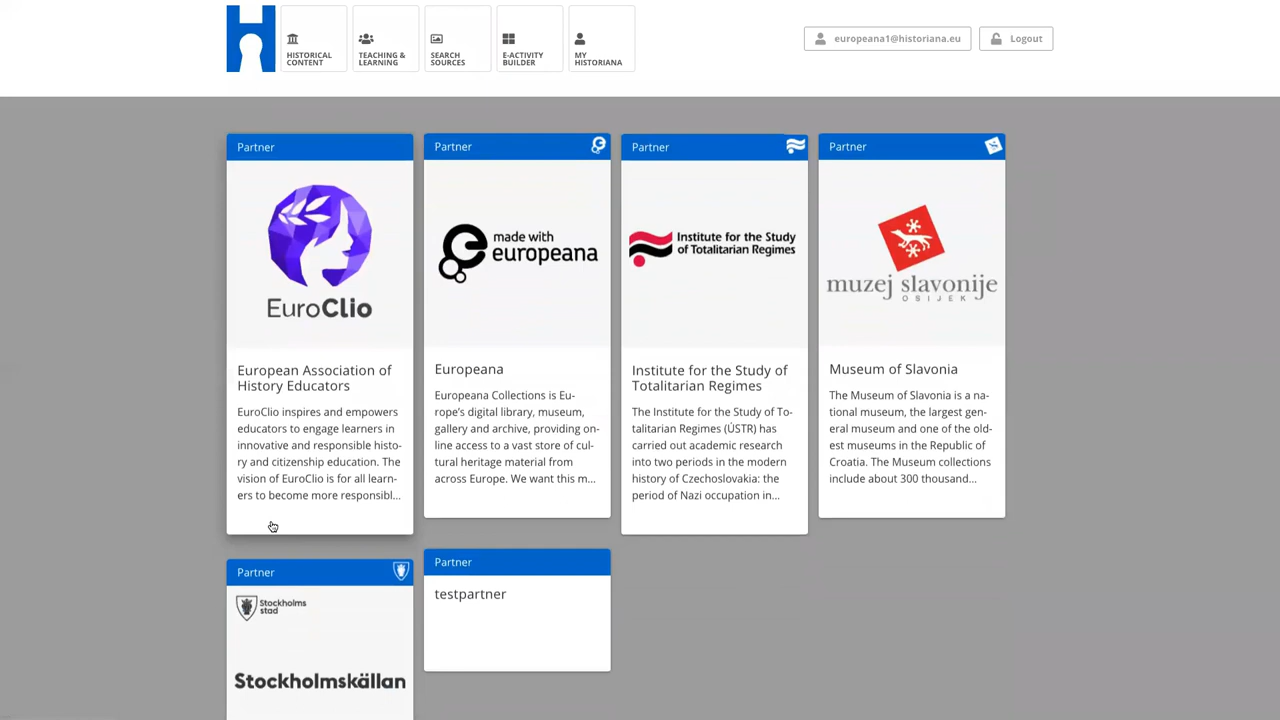 HISTORICAL
CONTENT
TEACHING &
LEARNING
SEARCH
SOURCES
E-ACTIVITY
BUILDER
MY
HISTORIANA
europeana1@historiana.eu
Logout
Partner
EuroClio
European Association of
History Educators
EuroClio inspires and empowers
educators to engage learners in
innovative and responsible histo-
ry and citizenship education. The
vision of EuroClio is for all learn-
ers to become more responsibl...
Partner
made with
europeana
Europeana
Europeana Collections is Eu-
rope's digital library, museum,
gallery and archive, providing on-
line access to a vast store of cul-
tural heritage material from
across Europe. We want this m...
Partner
Institute for the Study
of Totalitarian Regimes
Institute for the Study of
Totalitarian Regimes
The Institute for the Study of To-
talitarian Regimes (ÚSTR) has
carried out academic research
into two periods in the modern
history of Czechoslovakia: the
period of Nazi occupation in...
Partner
muzej slavonije
OSIJEK
Museum of Slavonia
The Museum of Slavonia is a na-
tional museum, the largest gen-
eral museum and one of the old-
est museums in the Republic of
Croatia. The Museum collections
include about 300 thousand...
Partner
Stockholms
stad
Stockholmskällan
Partner
testpartner